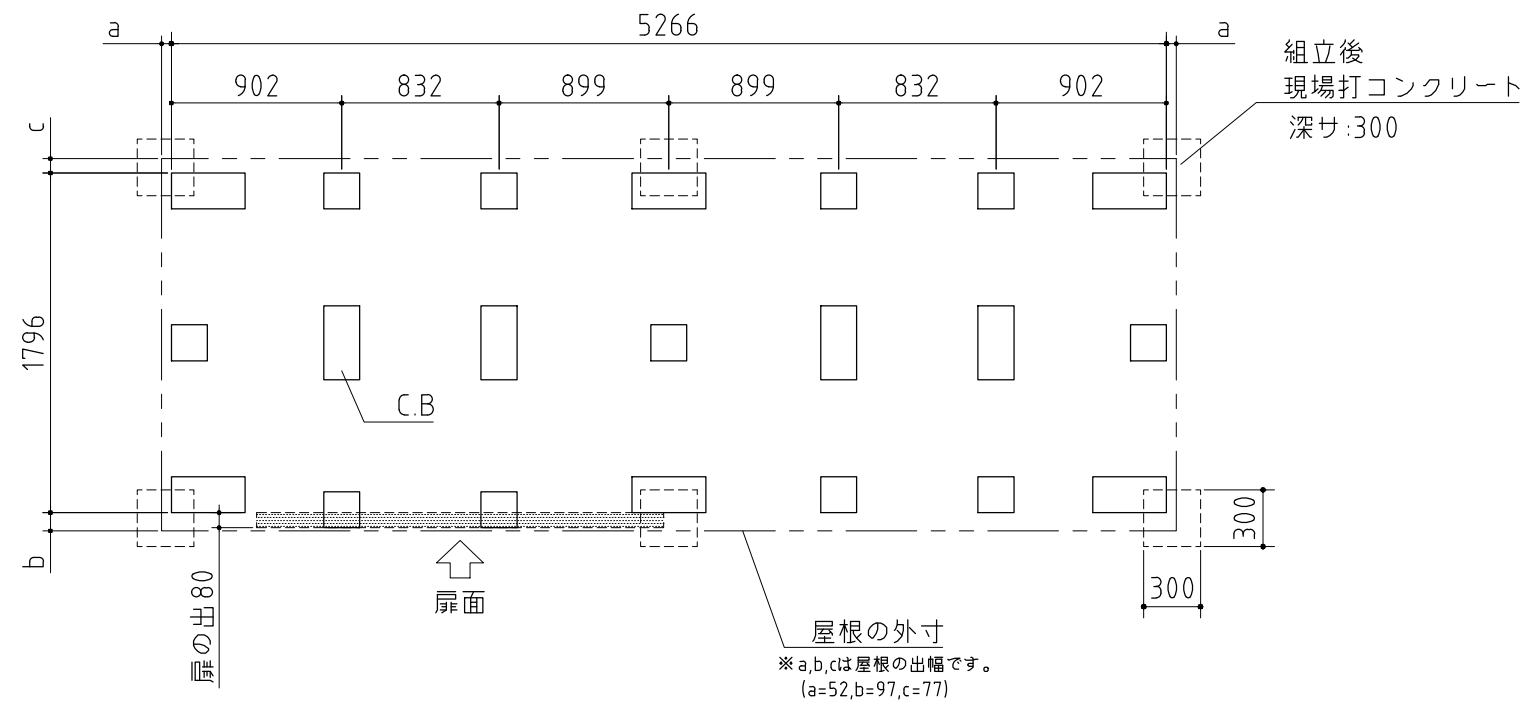 a
5266
a
組立後
現場打コンクリート
深サ:300
902
832
899
899
832
902
c
1796
C.B
b
扉の出80
扉面
300
300
屋根の外寸
※a,b,cは屋根の出幅です。
(a=52,b=97,c=77)